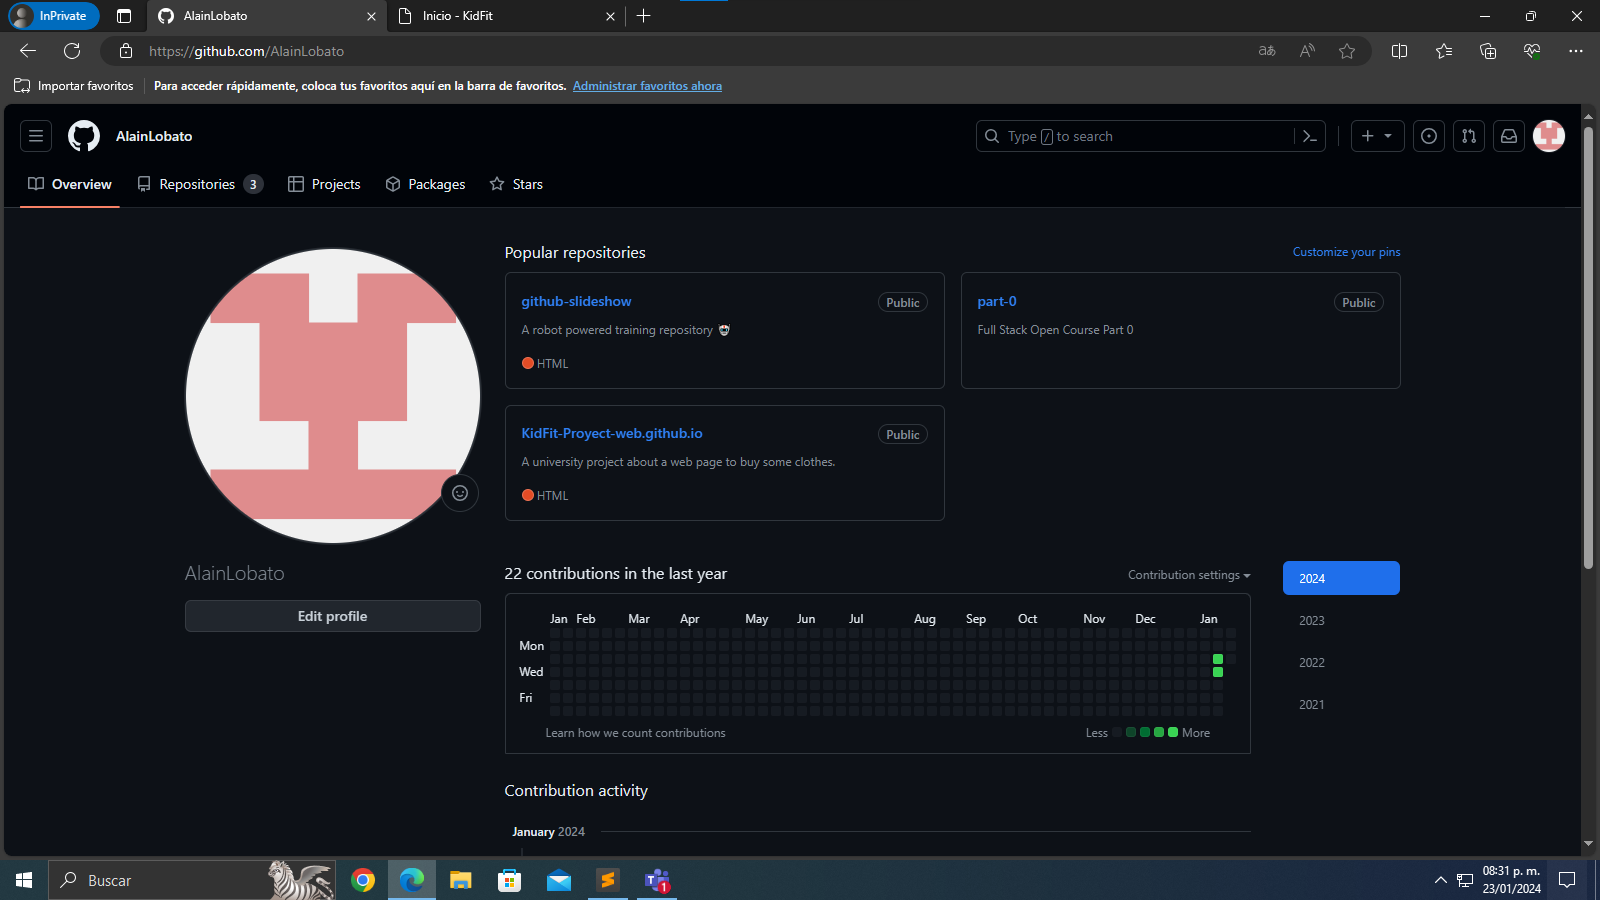 InPrivate
AlainLobato
Inicio - KidFit
https://github.com/AlainLobato
Importar favoritos
Para acceder rápidamente, coloca tus favoritos aquí en la barra de favoritos. Administrar favoritos ahora
AlainLobato
Type / to search
Overview
Repositories 3
Projects
Packages
Stars
Popular repositories
Customize your pins
github-slideshow
Public
A robot powered training repository
HTML
part-0
Public
Full Stack Open Course Part 0
KidFit-Proyect-web.github.io
Public
A university project about a web page to buy some clothes.
HTML
AlainLobato
Edit profile
22 contributions in the last year
Contribution settings
2024
2023
2022
2021
Jan Feb Mar Apr May Jun Jul Aug Sep Oct Nov Dec Jan
Mon
Wed
Fri
Learn how we count contributions
Less More
Contribution activity
January 2024
Buscar
1
08:31 p. m.
23/01/2024